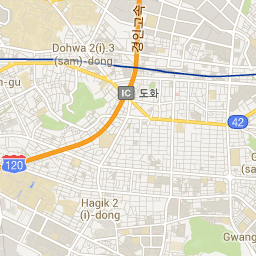 Dohwa 2(i).3
(sam)-dong
경인고속
n-gu
IC 도화
42
120
G
(sa
Hagik 2
(i)-dong
Gwang